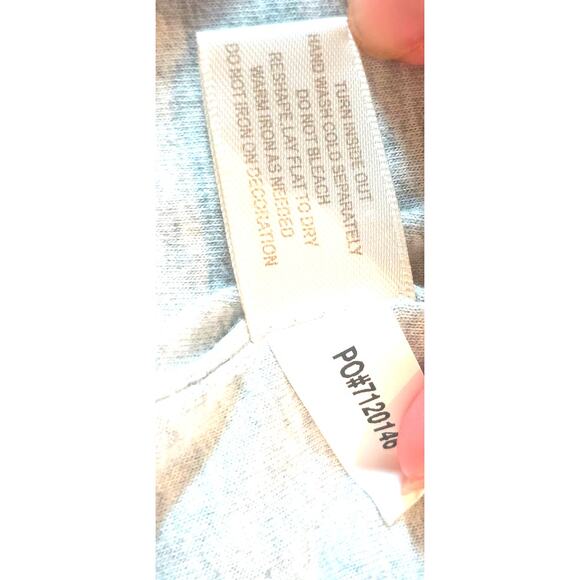 TURN INSIDE OUT
HAND WASH COLD SEPARATELY
DO NOT BLEACH
RESHAPE, LAY FLAT TO DRY
WARM IRON AS NEEDED
DO NOT IRON ON DECORATION
PO#712014